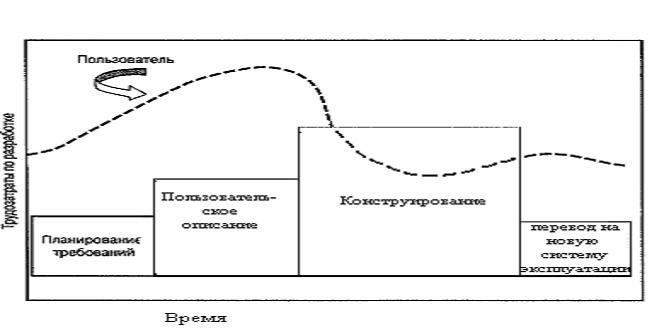 Пользователь
Трудозатраты по разработке
Планирование
требований
Пользователь-
ское
описание
Конструирование
перевод на
новую
систему
эксплуатации
Время